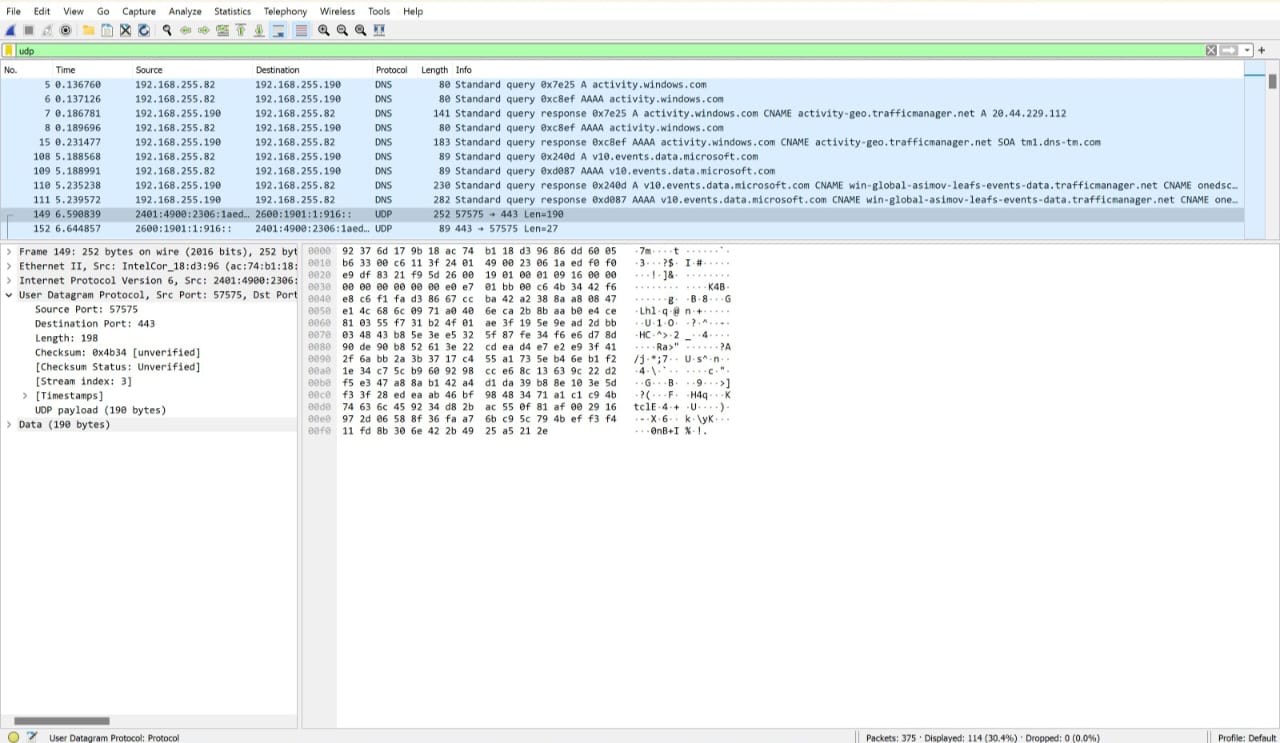 File Edit View Go Capture Analyze Statistics Telephony Wireless Tools Help
udp
No. Time Source Destination Protocol Length Info
5 0.136760 192.168.255.82 192.168.255.190 DNS 80 Standard query 0x7e25 A activity.windows.com
6 0.137126 192.168.255.82 192.168.255.190 DNS 80 Standard query 0xc8ef AAAA activity.windows.com
7 0.186781 192.168.255.190 192.168.255.82 DNS 141 Standard query response 0x7e25 A activity.windows.com CNAME activity-geo.trafficmanager.net A 20.44.229.112
8 0.189696 192.168.255.82 192.168.255.190 DNS 80 Standard query 0xc8ef AAAA activity.windows.com
15 0.231477 192.168.255.190 192.168.255.82 DNS 183 Standard query response 0xc8ef AAAA activity.windows.com CNAME activity-geo.trafficmanager.net SOA tm1.dns-tm.com
108 5.188568 192.168.255.82 192.168.255.190 DNS 89 Standard query 0x240d A v10.events.data.microsoft.com
109 5.188991 192.168.255.82 192.168.255.190 DNS 89 Standard query 0xd087 AAAA v10.events.data.microsoft.com
110 5.235238 192.168.255.190 192.168.255.82 DNS 230 Standard query response 0x240d A v10.events.data.microsoft.com CNAME win-global-asimov-leafs-events-data.trafficmanager.net CNAME onedsc…
111 5.239572 192.168.255.190 192.168.255.82 DNS 282 Standard query response 0xd087 AAAA v10.events.data.microsoft.com CNAME win-global-asimov-leafs-events-data.trafficmanager.net CNAME one…
149 6.590839 2401:4900:2306:1aed… 2600:1901:1:916:: UDP 252 57575 → 443 Len=190
152 6.644857 2600:1901:1:916:: 2401:4900:2306:1aed… UDP 89 443 → 57575 Len=27
Frame 149: 252 bytes on wire (2016 bits), 252 byt
Ethernet II, Src: IntelCor_18:d3:96 (ac:74:b1:18:
Internet Protocol Version 6, Src: 2401:4900:2306:
User Datagram Protocol, Src Port: 57575, Dst Port
Source Port: 57575
Destination Port: 443
Length: 198
Checksum: 0x4b34 [unverified]
[Checksum Status: Unverified]
[Stream index: 3]
[Timestamps]
UDP payload (190 bytes)
Data (190 bytes)
0000 92 37 6d 17 9b 18 ac 74 b1 18 d3 96 86 dd 60 05 ·7m····t ······`·
0010 b6 33 00 c6 11 3f 24 01 49 00 23 06 1a ed f0 f0 ·3···?$· I·#·····
0020 e9 df 83 21 f9 5d 26 00 19 01 00 01 09 16 00 00 ···!·]&· ········
0030 00 00 00 00 00 00 e0 e7 01 bb 00 c6 4b 34 42 f6 ········ ····K4B·
0040 e8 c6 f1 fa d3 86 67 cc ba 42 a2 38 8a a8 08 47 ······g· ·B·8···G
0050 e1 4c 68 6c 09 71 a0 40 6e ca 2b 8b aa b0 e4 ce ·Lhl·q·@ n·+·····
0060 81 03 55 f7 31 b2 4f 01 ae 3f 19 5e 9e ad 2d bb ··U·1·O· ·?·^··-·
0070 03 48 43 b8 5e 3e e5 32 5f 87 fe 34 f6 e6 d7 8d ·HC·^>·2 _··4····
0080 90 de 90 b8 52 61 3e 22 cd ea d4 e7 e2 e9 3f 41 ····Ra>" ······?A
0090 2f 6a bb 2a 3b 37 17 c4 55 a1 73 5e b4 6e b1 f2 /j·*;7·· U·s^·n··
00a0 1e 34 c7 5c b9 60 92 98 cc e6 8c 13 63 9c 22 d2 ·4·\·`·· ····c·"·
00b0 f5 e3 47 a8 8a b1 42 a4 d1 da 39 b8 8e 10 3e 5d ··G···B· ··9···>]
00c0 f3 3f 28 ed ea ab 46 bf 98 48 34 71 a1 c1 c9 4b ·?(···F· ·H4q···K
00d0 74 63 6c 45 92 34 d8 2b ac 55 0f 81 af 00 29 16 tclE·4·+ ·U····)·
00e0 97 2d 06 58 8f 36 fa a7 6b c9 5c 79 4b ef f3 f4 ·-·X·6·· k·\yK···
00f0 11 fd 8b 30 6e 42 2b 49 25 a5 21 2e ···0nB+I %·!.
User Datagram Protocol: Protocol
Packets: 375 · Displayed: 114 (30.4%) · Dropped: 0 (0.0%)
Profile: Default